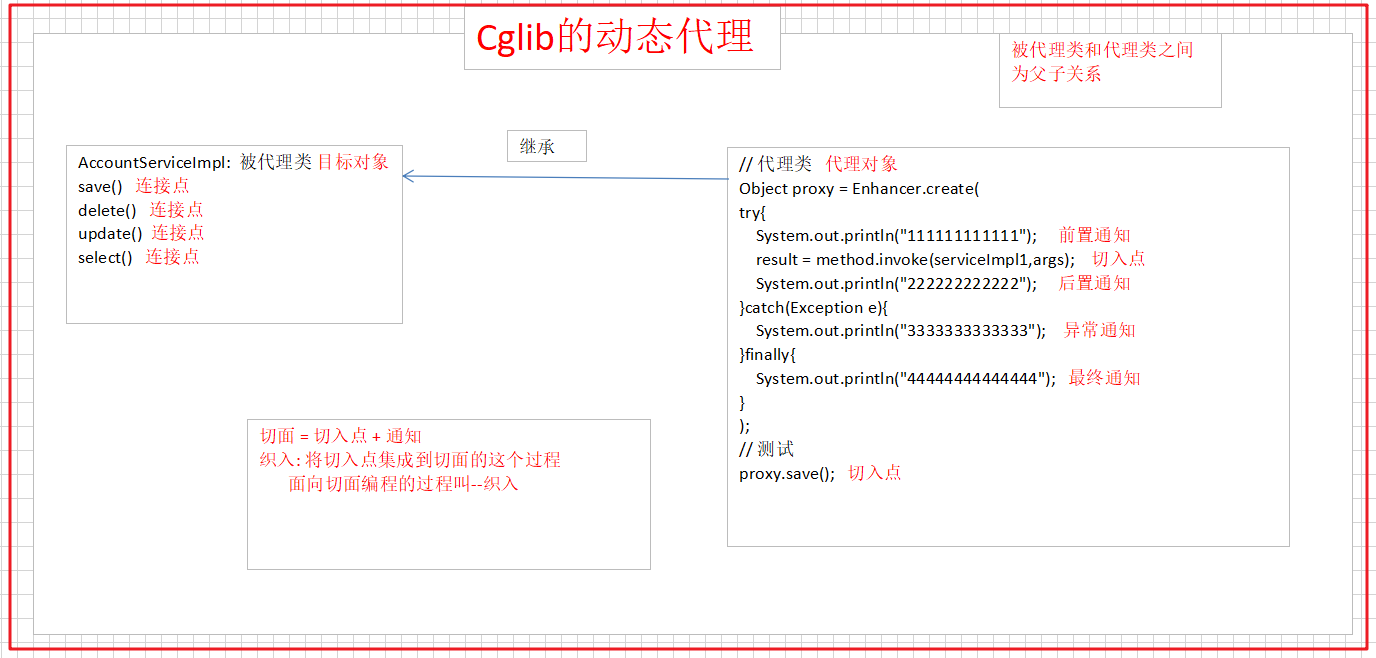 Cglib的动态代理
被代理类和代理类之间
为父子关系
继承
AccountServiceImpl: 被代理类 目标对象
save() 连接点
delete() 连接点
update() 连接点
select() 连接点
// 代理类 代理对象
Object proxy = Enhancer.create(
try{
System.out.println("111111111111"); 前置通知
result = method.invoke(serviceImpl1,args); 切入点
System.out.println("222222222222"); 后置通知
}catch(Exception e){
System.out.println("3333333333333"); 异常通知
}finally{
System.out.println("44444444444444"); 最终通知
}
);
// 测试
proxy.save(); 切入点
切面 = 切入点 + 通知
织入: 将切入点集成到切面的这个过程
面向切面编程的过程叫--织入